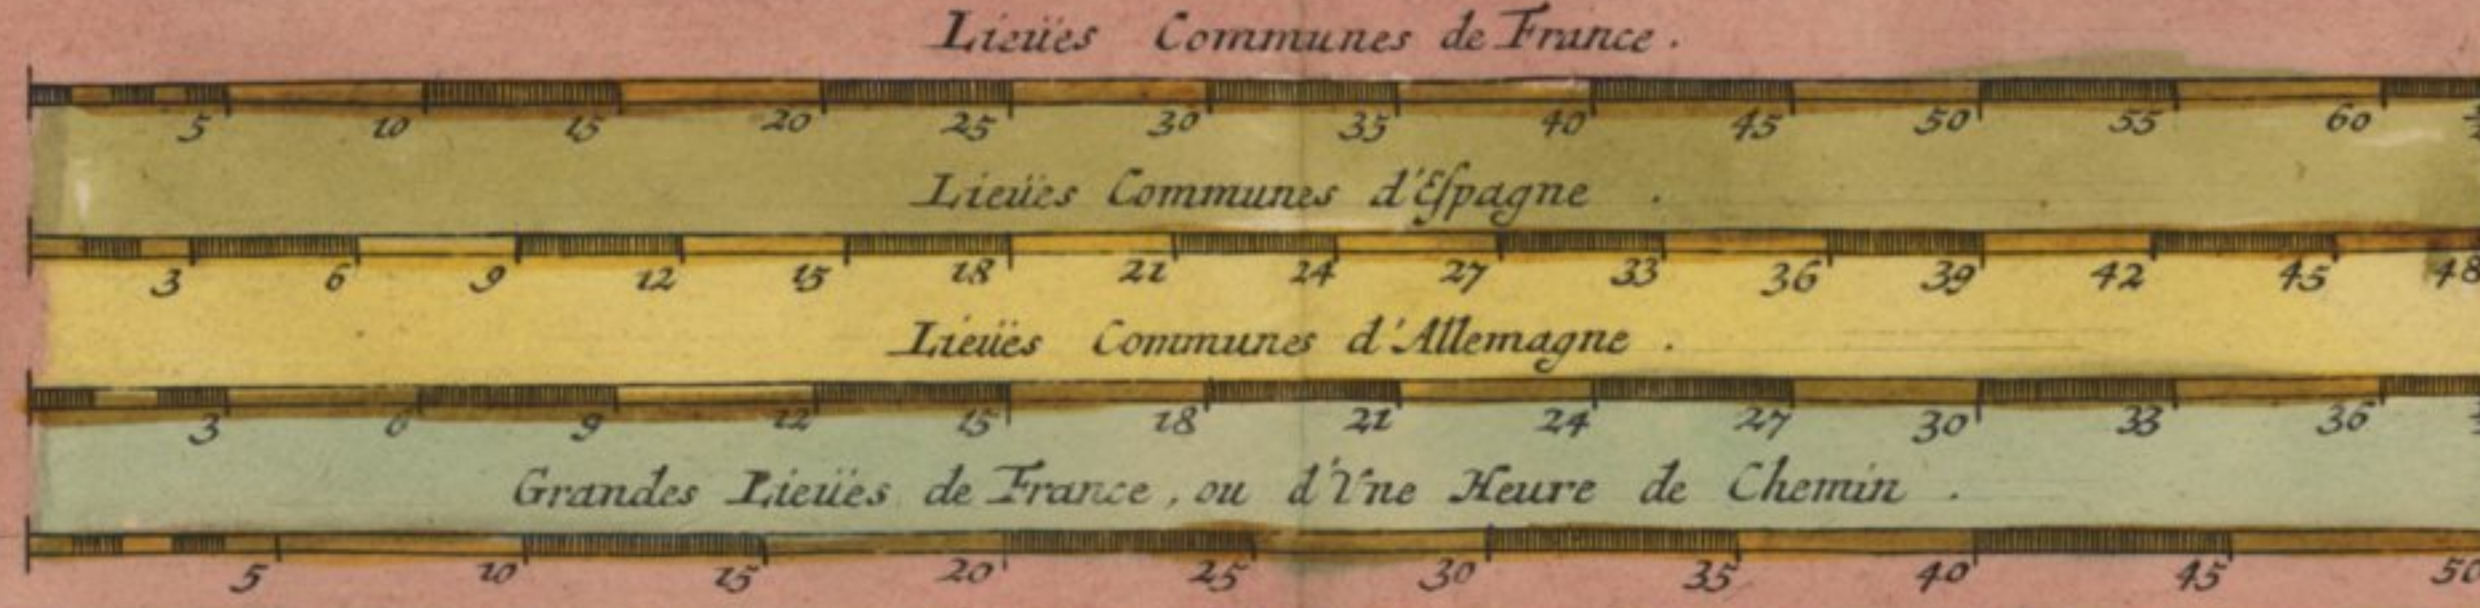 Lieües Communes de France.
5 10 15 20 25 30 35 40 45 50 55 60
Lieües Communes d'Eſpagne.
3 6 9 12 15 18 21 24 27 33 36 39 42 45 48
Lieües Communes d'Allemagne.
3 6 9 12 15 18 21 24 27 30 33 36
Grandes Lieües de France, ou d'Vne Heure de Chemin.
5 10 15 20 25 30 35 40 45 50